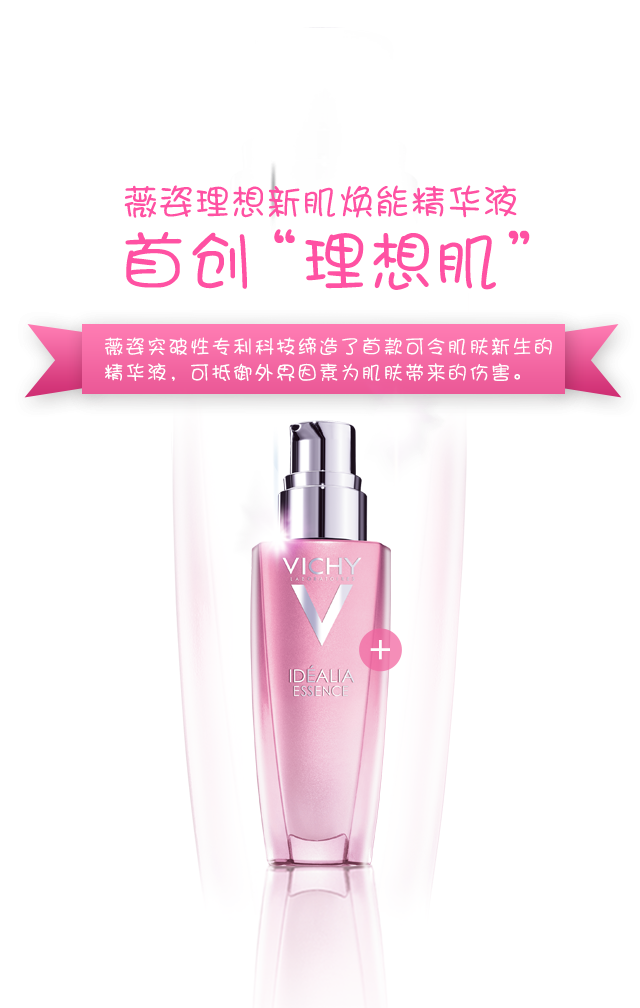 薇姿理想新肌焕能精华液
首创“理想肌”
薇姿突破性专利科技缔造了首款可令肌肤新生的
精华液，可抵御外界因素为肌肤带来的伤害。
VICHY
LABORATOIRES
V
+
IDÉALIA
ESSENCE